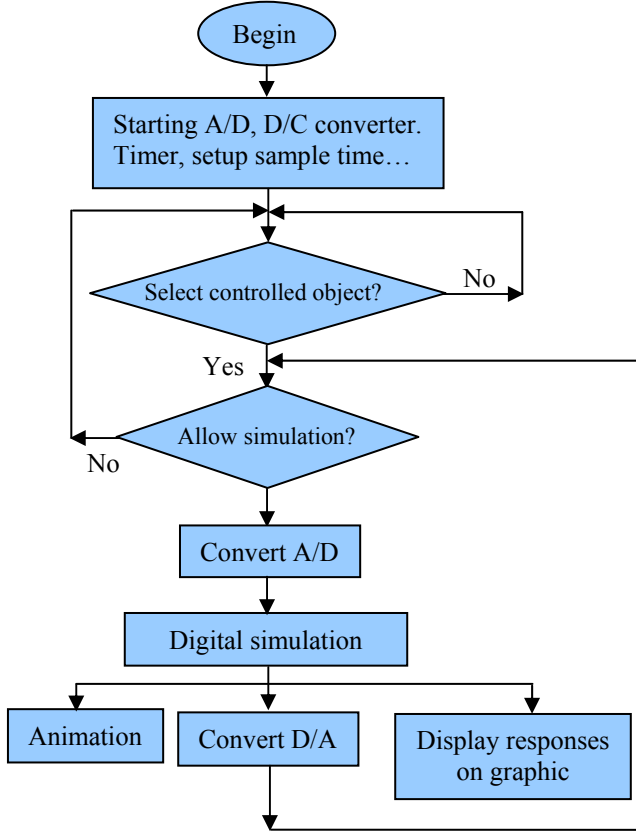 Begin
Starting A/D, D/C converter.
Timer, setup sample time…
Select controlled object?
No
Yes
Allow simulation?
No
Convert A/D
Digital simulation
Animation
Convert D/A
Display responses
on graphic